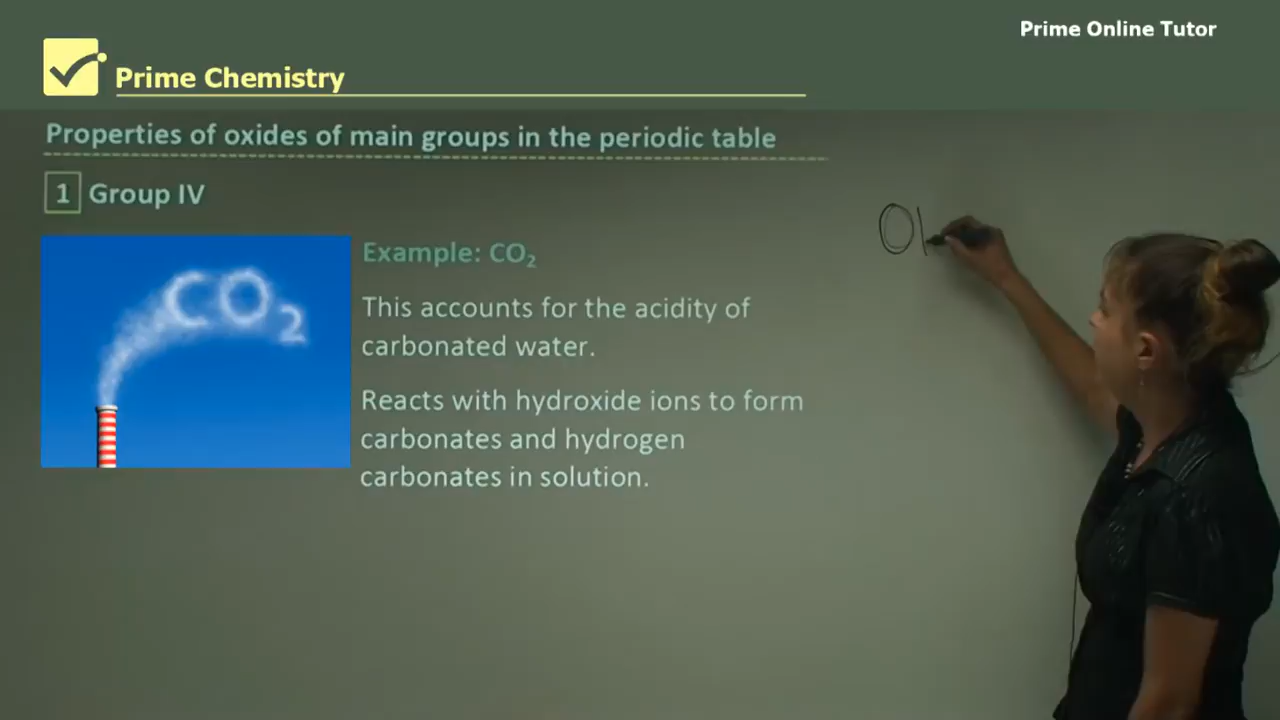 Prime Online Tutor
Prime Chemistry
Properties of oxides of main groups in the periodic table
1 Group IV
CO2
Example: CO₂
This accounts for the acidity of
carbonated water.
Reacts with hydroxide ions to form
carbonates and hydrogen
carbonates in solution.